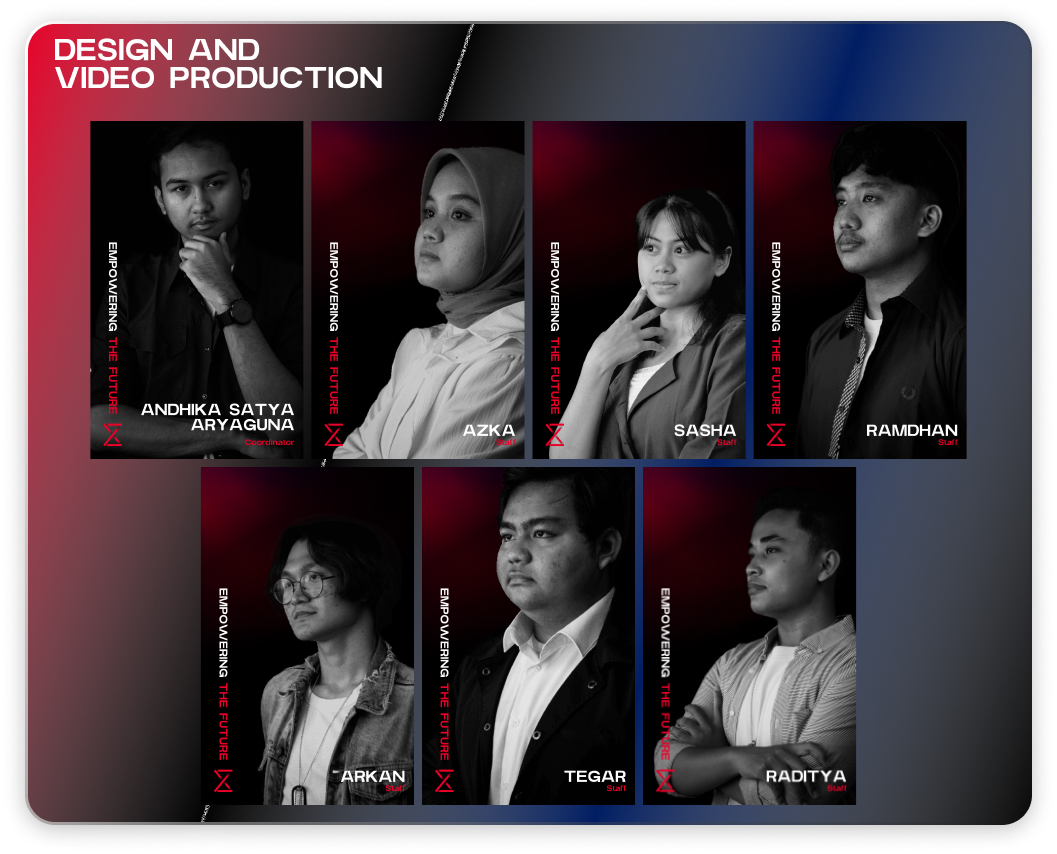 DESIGN AND
VIDEO PRODUCTION
EMPOWERING THE FUTURE
ANDHIKA SATYA
ARYAGUNA
Coordinator
EMPOWERING THE FUTURE
AZKA
Staff
EMPOWERING THE FUTURE
SASHA
Staff
EMPOWERING THE FUTURE
RAMDHAN
Staff
EMPOWERING THE FUTURE
ARKAN
Staff
EMPOWERING THE FUTURE
TEGAR
Staff
EMPOWERING THE FUTURE
RADITYA
Staff